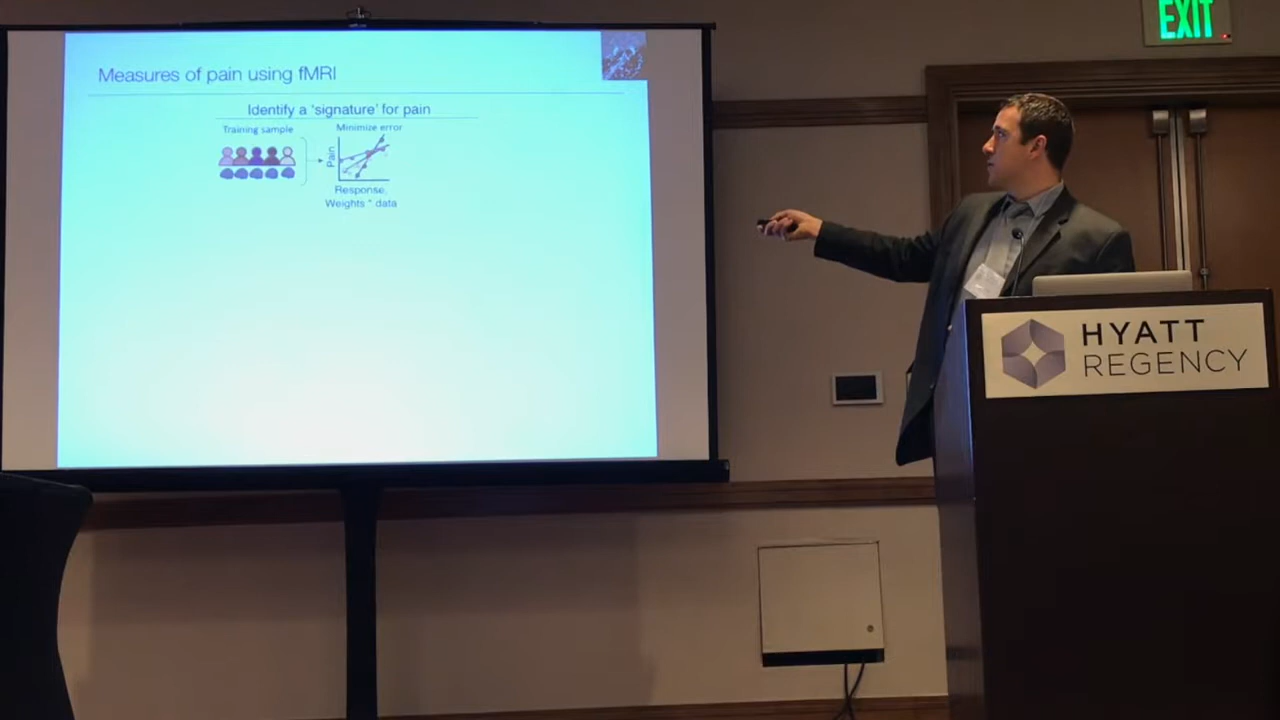 EXIT
Measures of pain using fMRI
Identify a 'signature' for pain
Training sample
Minimize error
Pain
Response,
Weights * data
HYATT
REGENCY